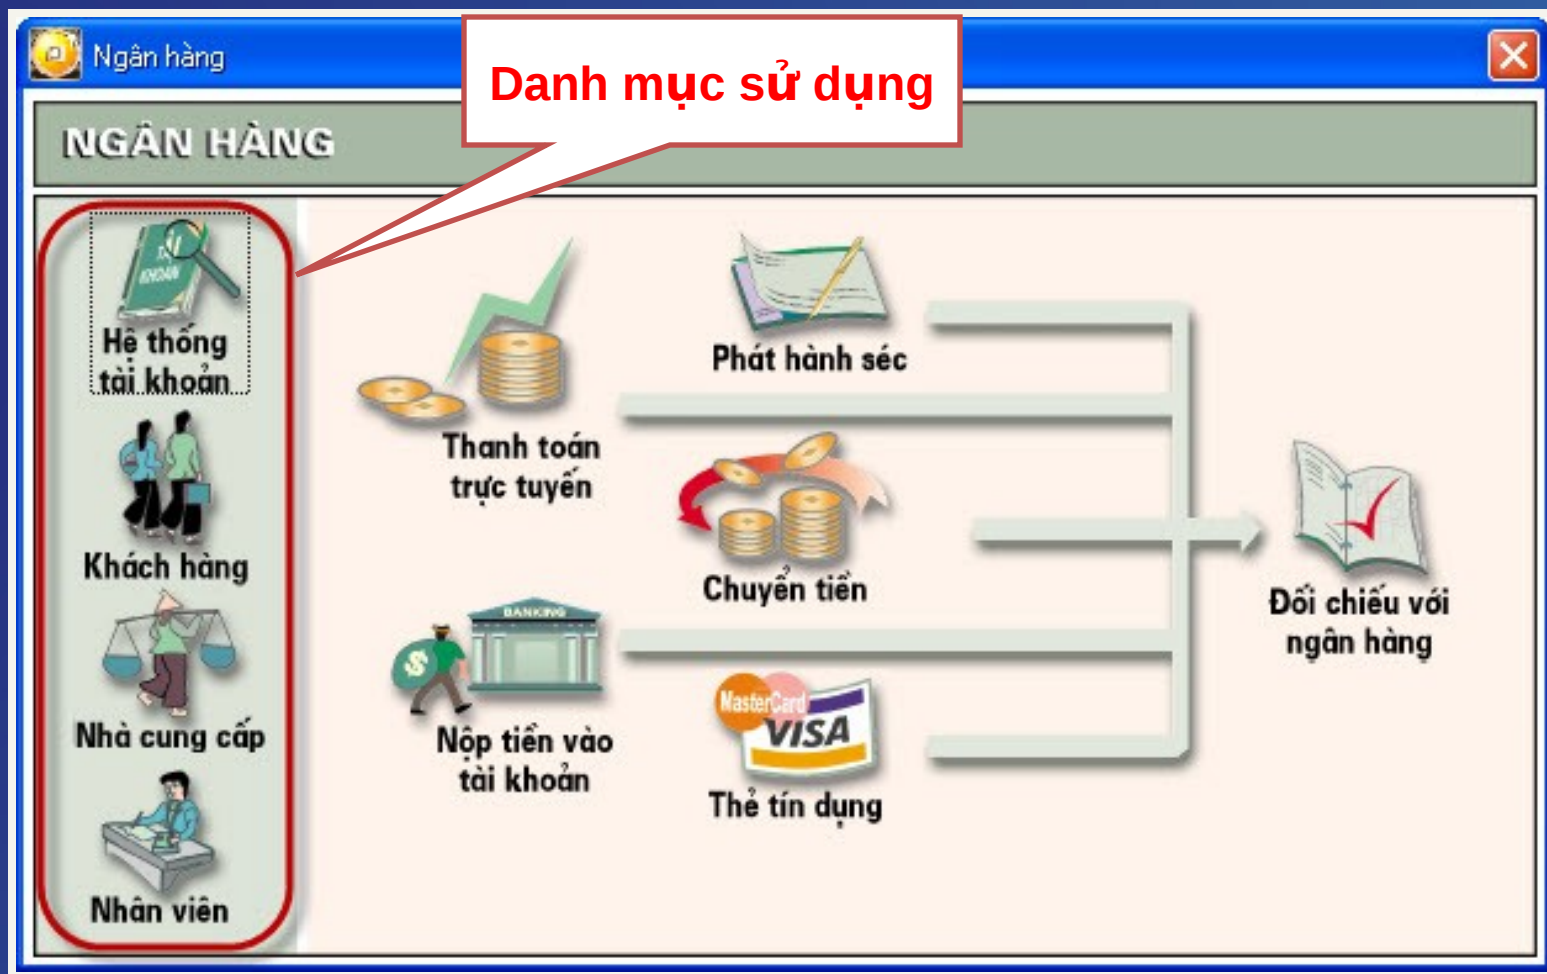 Ngân hàng
Danh mục sử dụng
NGÂN HÀNG
TÀI
KHOẢN
Hệ thống
tài khoản
Khách hàng
Nhà cung cấp
Nhân viên
Phát hành séc
Thanh toán
trực tuyến
Chuyển tiền
BANKING
$
Nộp tiền vào
tài khoản
MasterCard
VISA
Thẻ tín dụng
Đối chiếu với
ngân hàng